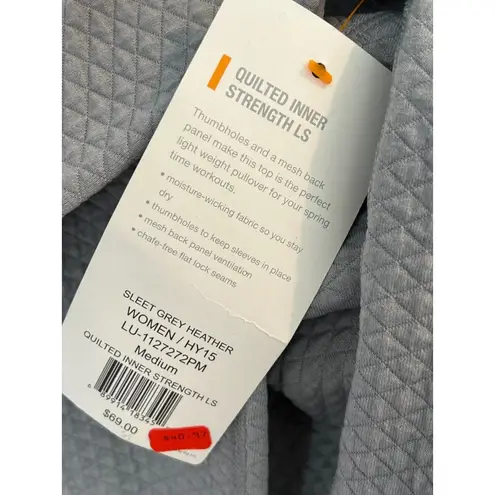 QUILTED INNER
STRENGTH LS
Thumbholes and a mesh back
panel make this top is the perfect
light weight pullover for your spring
time workouts.
• moisture-wicking fabric so you stay
dry
• thumbholes to keep sleeves in place
• mesh back panel ventilation
• chafe-free flat lock seams
SLEET GREY HEATHER
WOMEN / HY15
LU-1127272PM
Medium
QUILTED INNER STRENGTH LS
$69.00
$40.97